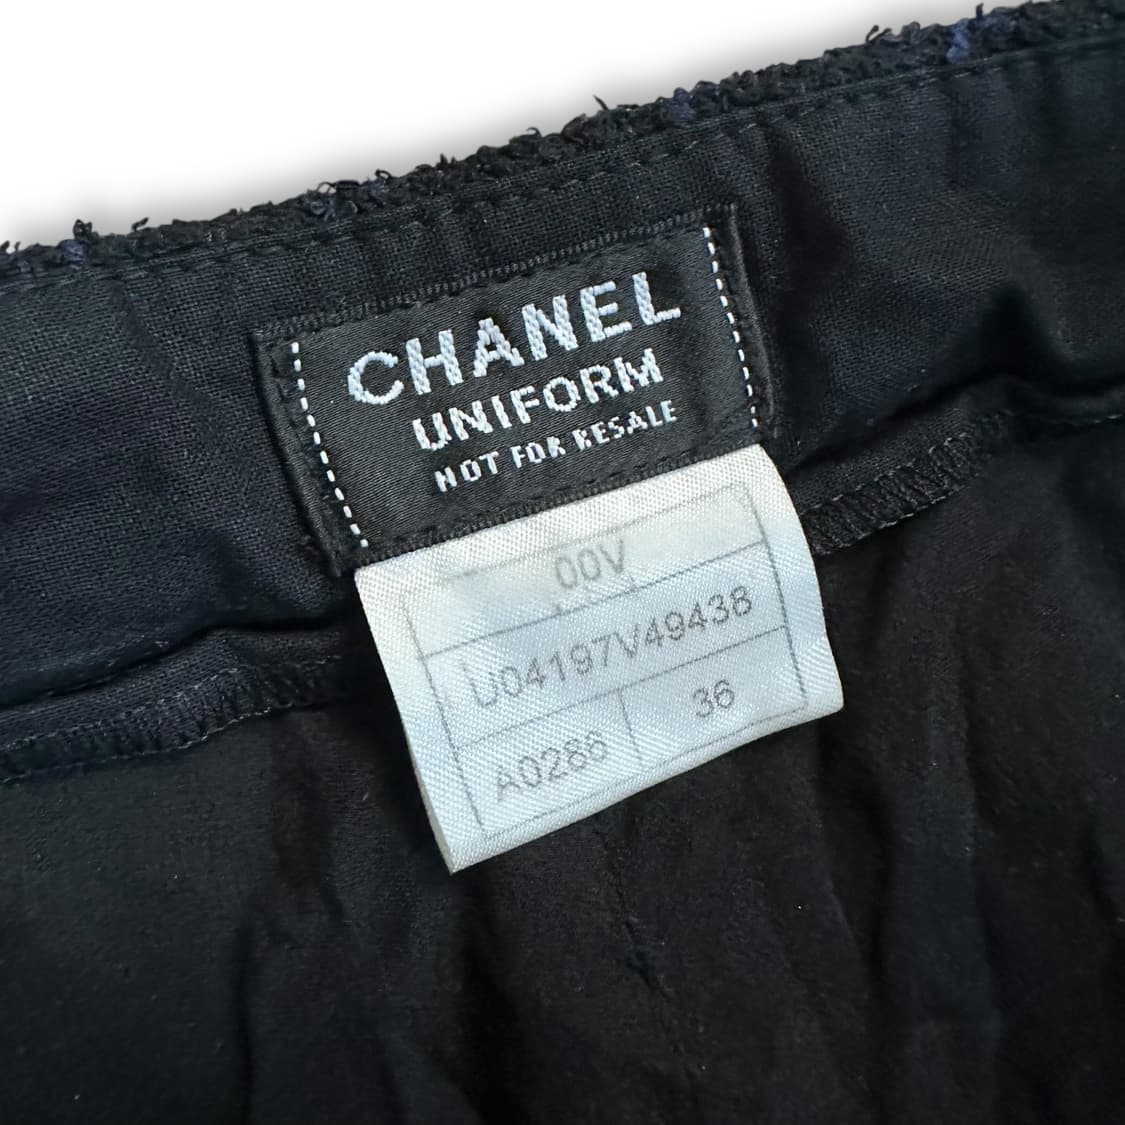 CHANEL
UNIFORM
NOT FOR RESALE
00V
U04197V49438
A0286 36